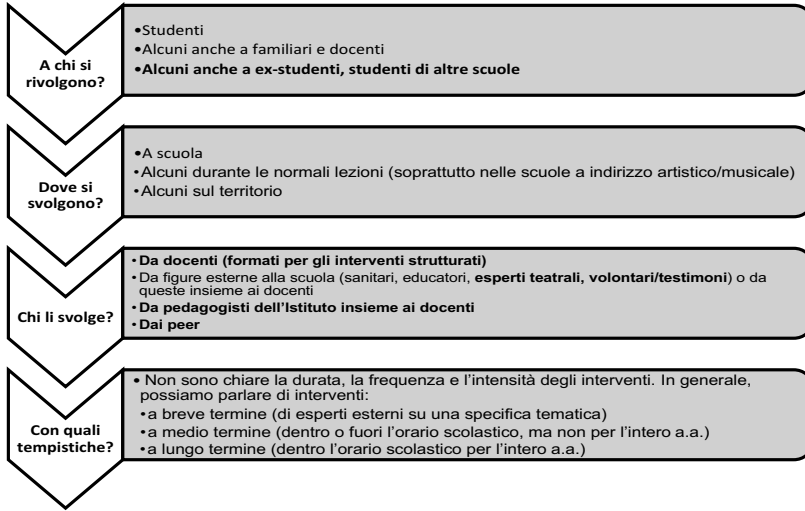 A chi si
rivolgono?
•Studenti
•Alcuni anche a familiari e docenti
•Alcuni anche a ex-studenti, studenti di altre scuole
Dove si
svolgono?
•A scuola
•Alcuni durante le normali lezioni (soprattutto nelle scuole a indirizzo artistico/musicale)
•Alcuni sul territorio
Chi li svolge?
•Da docenti (formati per gli interventi strutturati)
•Da figure esterne alla scuola (sanitari, educatori, esperti teatrali, volontari/testimoni) o da
queste insieme ai docenti
•Da pedagogisti dell'Istituto insieme ai docenti
•Dai peer
Con quali
tempistiche?
• Non sono chiare la durata, la frequenza e l'intensità degli interventi. In generale,
possiamo parlare di interventi:
•a breve termine (di esperti esterni su una specifica tematica)
•a medio termine (dentro o fuori l'orario scolastico, ma non per l'intero a.a.)
•a lungo termine (dentro l'orario scolastico per l'intero a.a.)